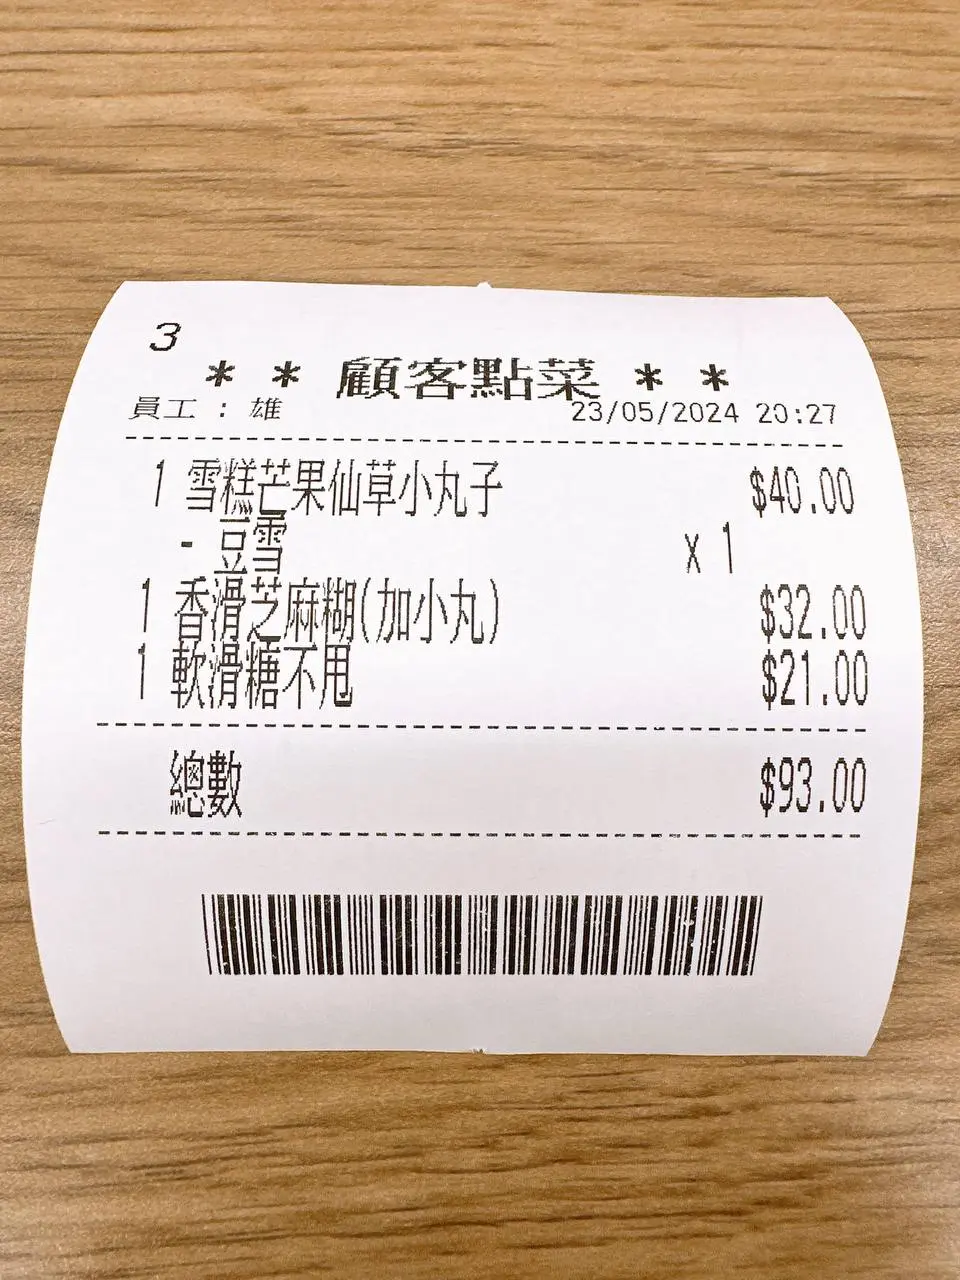 3
* * 顧客點菜 * *
員工 : 雄 23/05/2024 20:27
1 雪糕芒果仙草小丸子 $40.00
- 豆雪 x 1
1 香滑芝麻糊(加小丸) $32.00
1 軟滑糖不甩 $21.00
總數 $93.00